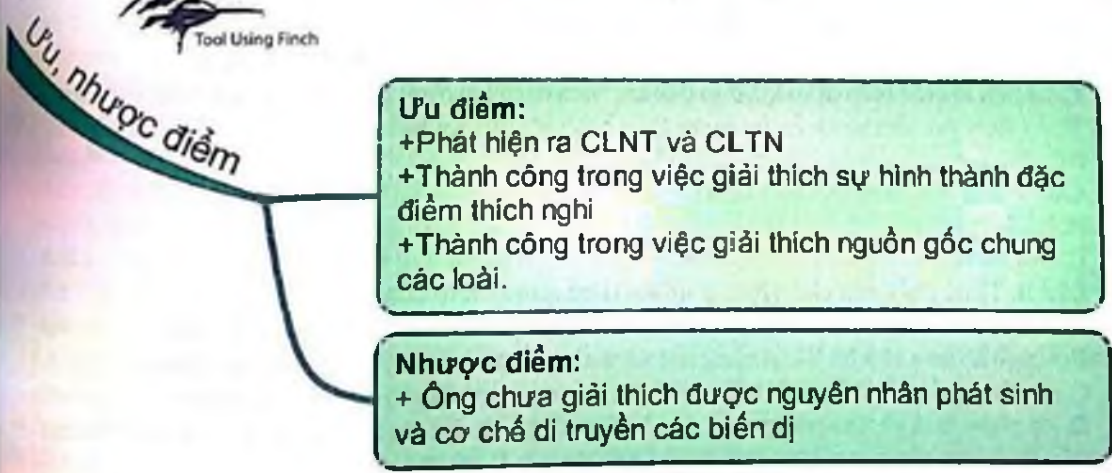 Tool Using Finch
Ưu, nhược điểm
Ưu điểm:
+Phát hiện ra CLNT và CLTN
+Thành công trong việc giải thích sự hình thành đặc
điểm thích nghi
+Thành công trong việc giải thích nguồn gốc chung
các loài.
Nhược điểm:
+ Ông chưa giải thích được nguyên nhân phát sinh
và cơ chế di truyền các biến dị